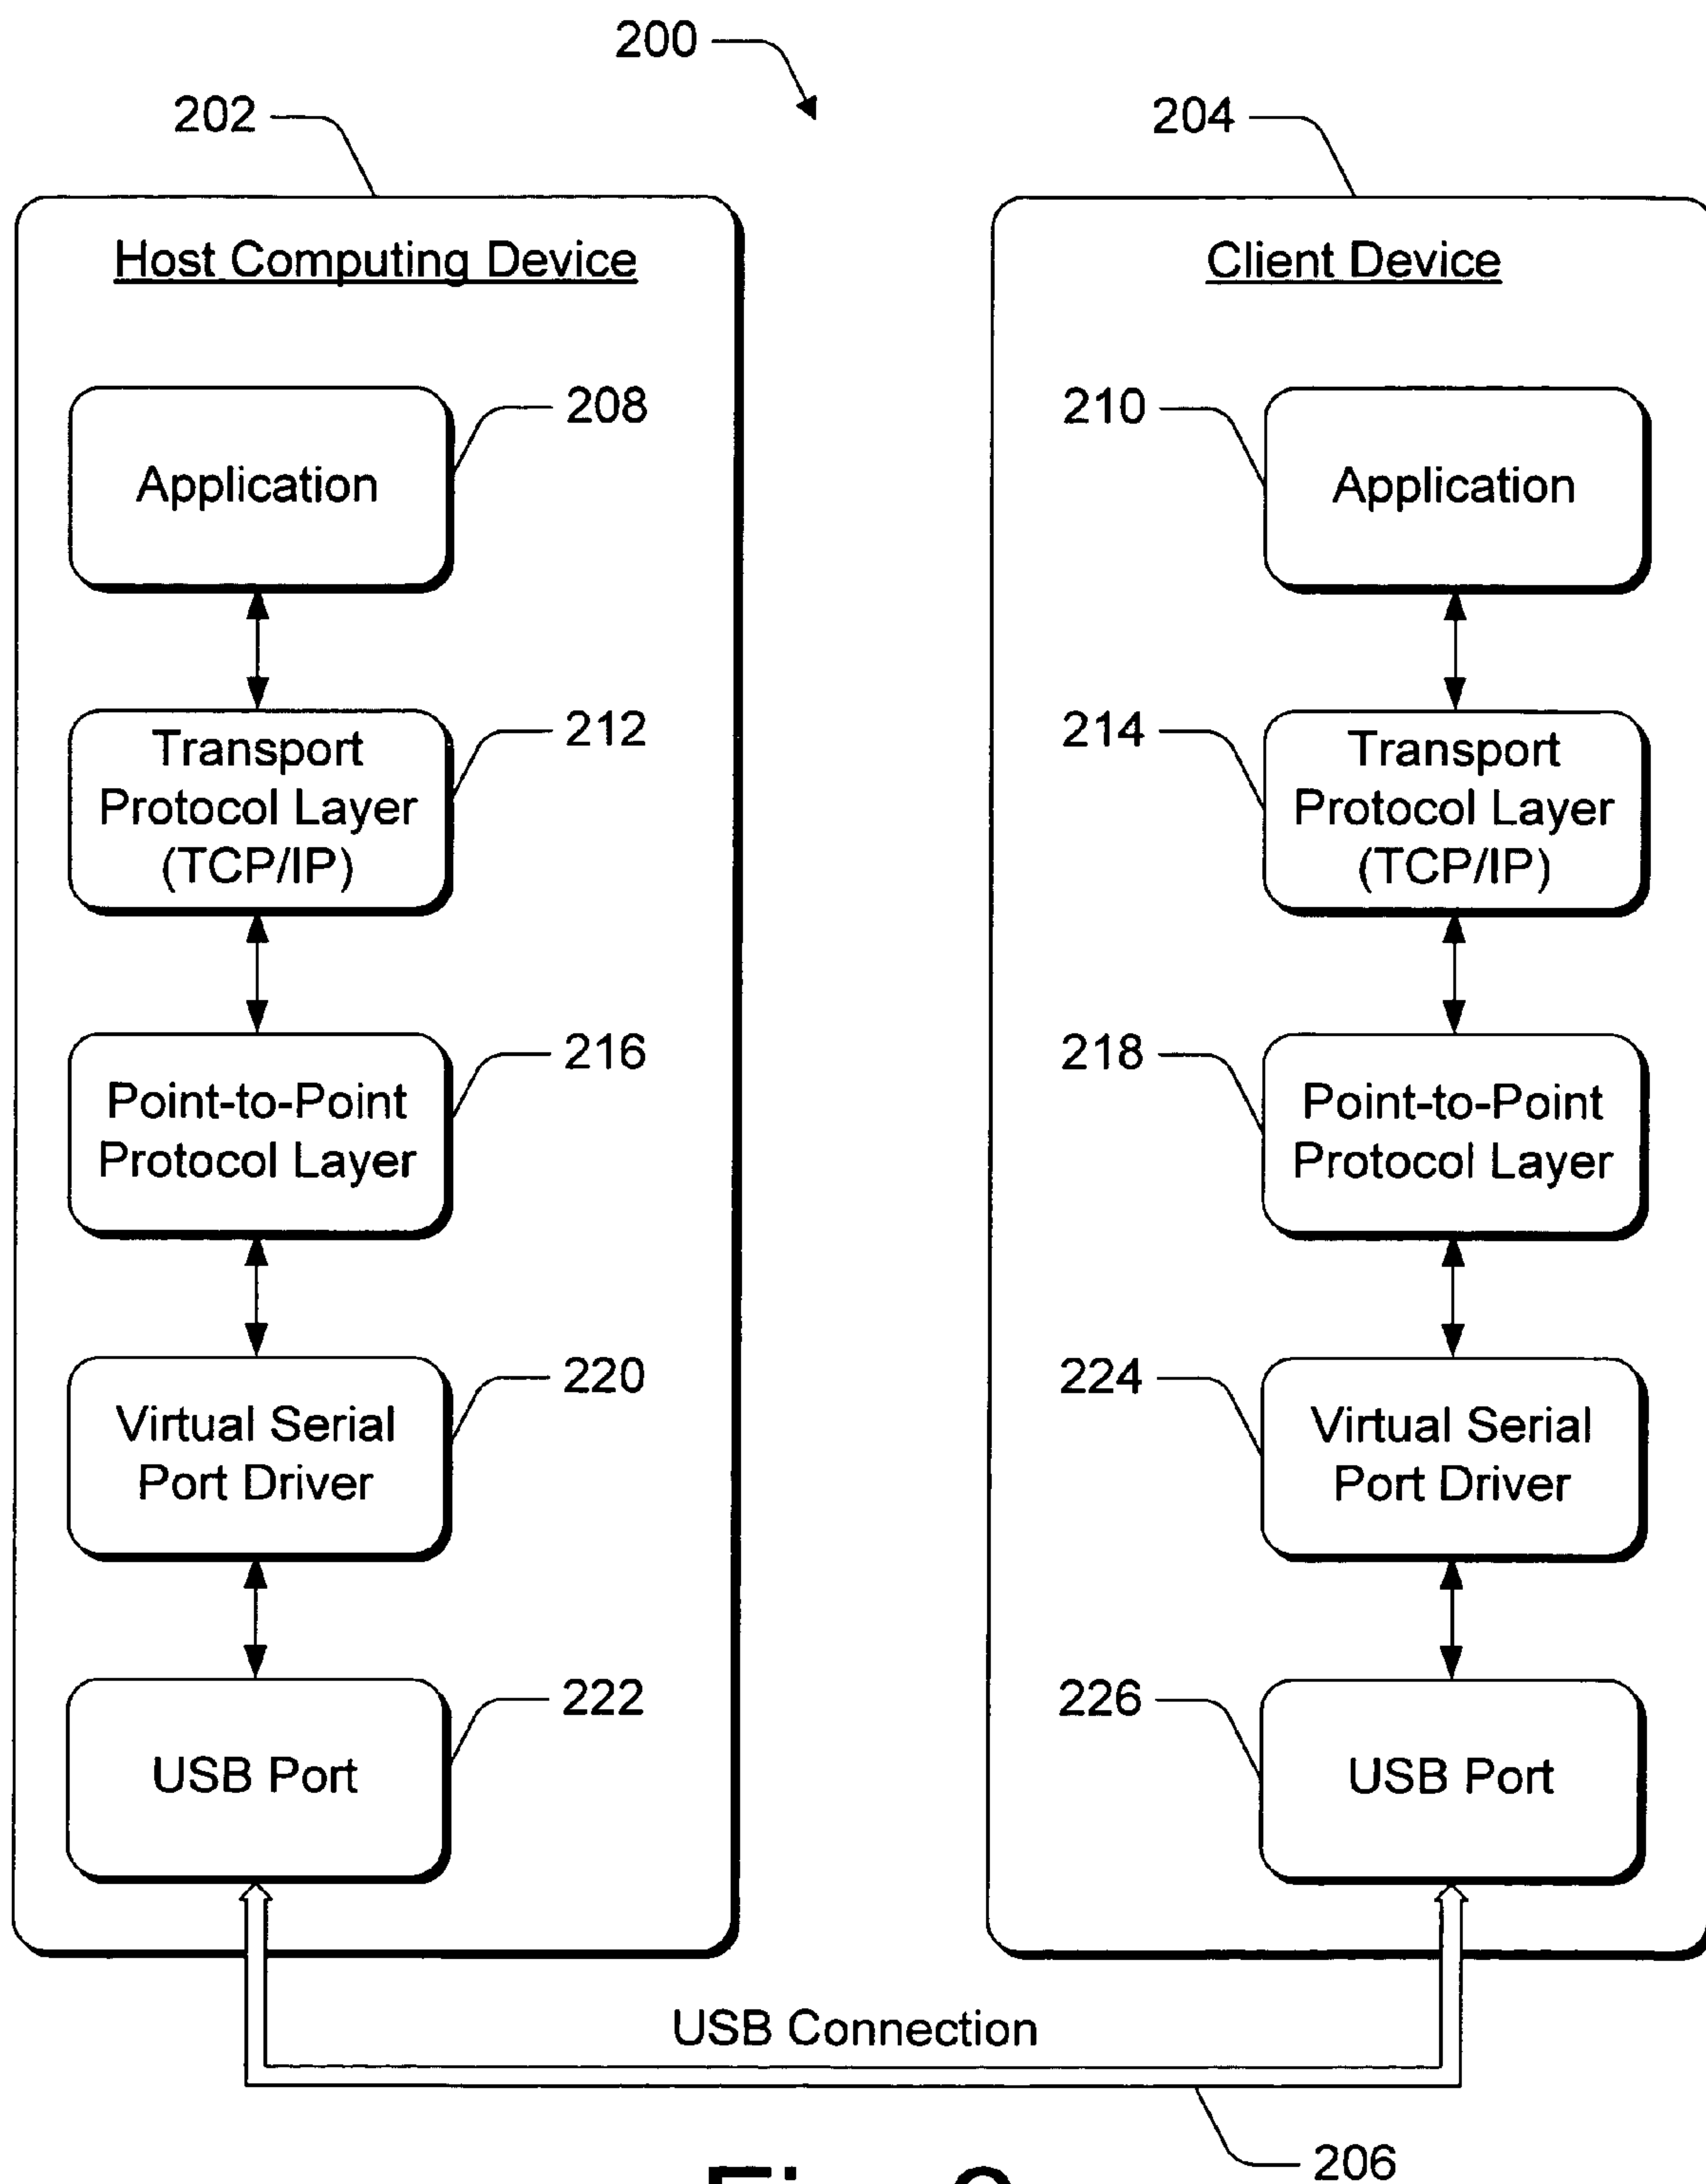 200
202
204
Host Computing Device
Client Device
208
210
Application
Application
212
214
Transport
Protocol Layer
(TCP/IP)
Transport
Protocol Layer
(TCP/IP)
216
218
Point-to-Point
Protocol Layer
Point-to-Point
Protocol Layer
220
224
Virtual Serial
Port Driver
Virtual Serial
Port Driver
222
226
USB Port
USB Port
USB Connection
206